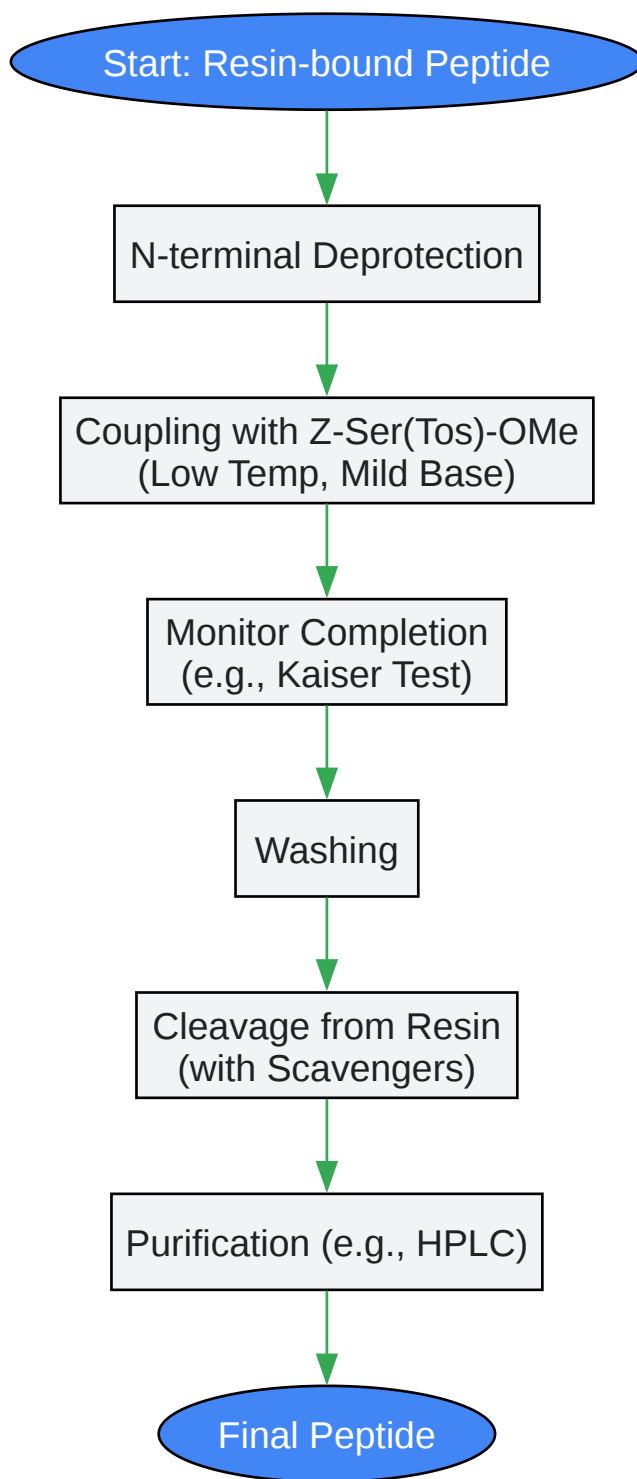 Start: Resin-bound Peptide
N-terminal Deprotection
Coupling with Z-Ser(Tos)-OMe
(Low Temp, Mild Base)
Monitor Completion
(e.g., Kaiser Test)
Washing
Cleavage from Resin
(with Scavengers)
Purification (e.g., HPLC)
Final Peptide